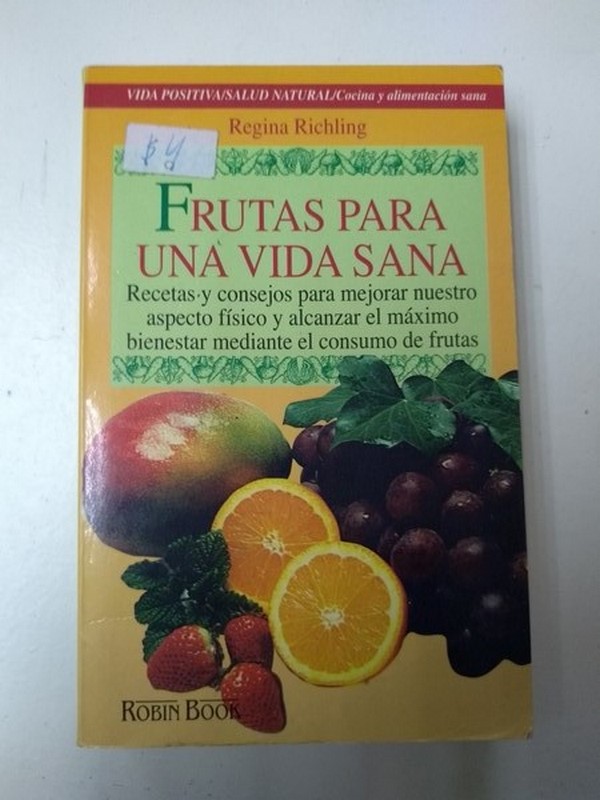 VIDA POSITIVA/SALUD NATURAL/Cocina y alimentación sana
Regina Richling
$4
FRUTAS PARA
UNA VIDA SANA
Recetas y consejos para mejorar nuestro
aspecto físico y alcanzar el máximo
bienestar mediante el consumo de frutas
ROBIN BOOK